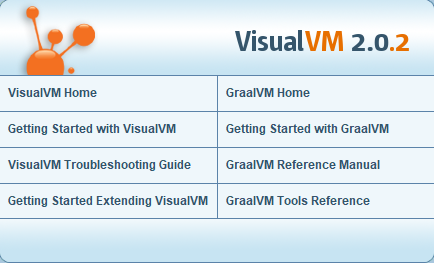 VisualVM 2.0.2
VisualVM Home
GraalVM Home
Getting Started with VisualVM
Getting Started with GraalVM
VisualVM Troubleshooting Guide
GraalVM Reference Manual
Getting Started Extending VisualVM
GraalVM Tools Reference